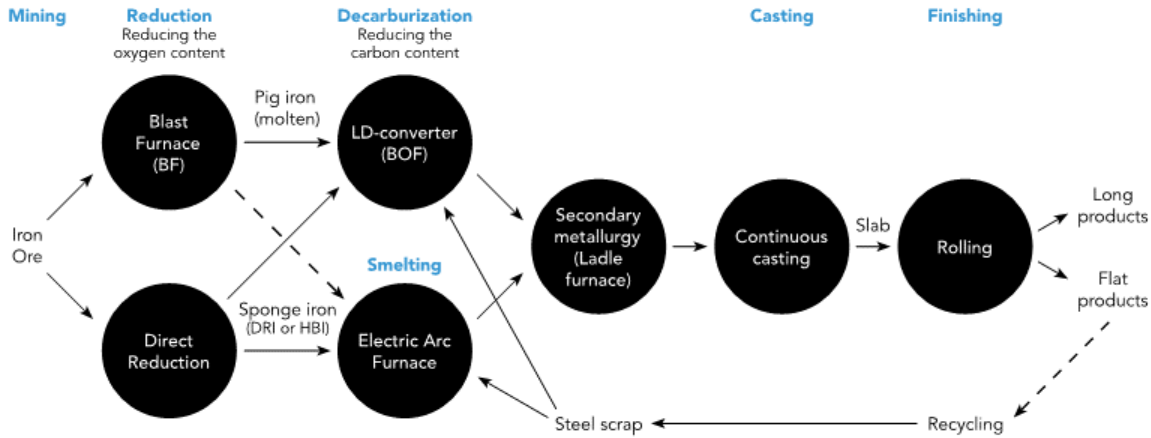 Mining
Reduction
Reducing the
oxygen content
Decarburization
Reducing the
carbon content
Casting
Finishing
Blast
Furnace
(BF)
Pig iron
(molten)
LD-converter
(BOF)
Iron
Ore
Secondary
metallurgy
(Ladle
furnace)
Continuous
casting
Slab
Rolling
Long
products
Flat
products
Smelting
Direct
Reduction
Sponge iron
(DRI or HBI)
Electric Arc
Furnace
Steel scrap
Recycling